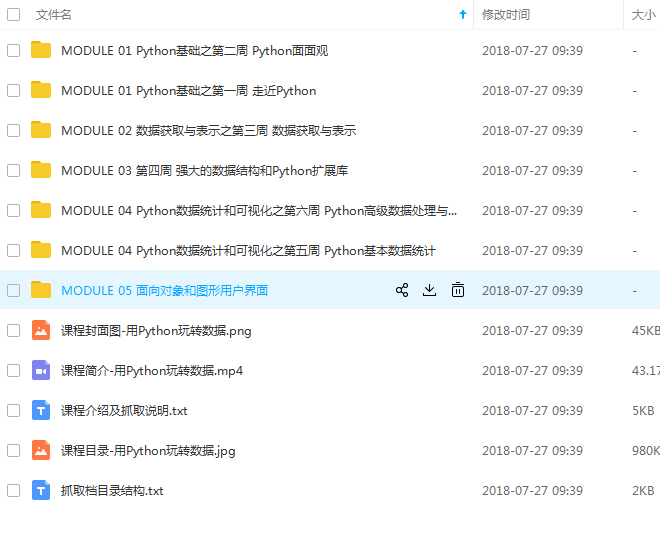 文件名 修改时间 大小
MODULE 01 Python基础之第二周 Python面面观 2018-07-27 09:39 -
MODULE 01 Python基础之第一周 走近Python 2018-07-27 09:39 -
MODULE 02 数据获取与表示之第三周 数据获取与表示 2018-07-27 09:39 -
MODULE 03 第四周 强大的数据结构和Python扩展库 2018-07-27 09:39 -
MODULE 04 Python数据统计和可视化之第六周 Python高级数据处理与... 2018-07-27 09:39 -
MODULE 04 Python数据统计和可视化之第五周 Python基本数据统计 2018-07-27 09:39 -
MODULE 05 面向对象和图形用户界面 2018-07-27 09:39 -
课程封面图-用Python玩转数据.png 2018-07-27 09:39 45KB
课程简介-用Python玩转数据.mp4 2018-07-27 09:39 43.17
课程介绍及抓取说明.txt 2018-07-27 09:39 5KB
课程目录-用Python玩转数据.jpg 2018-07-27 09:39 980K
抓取档目录结构.txt 2018-07-27 09:39 2KB